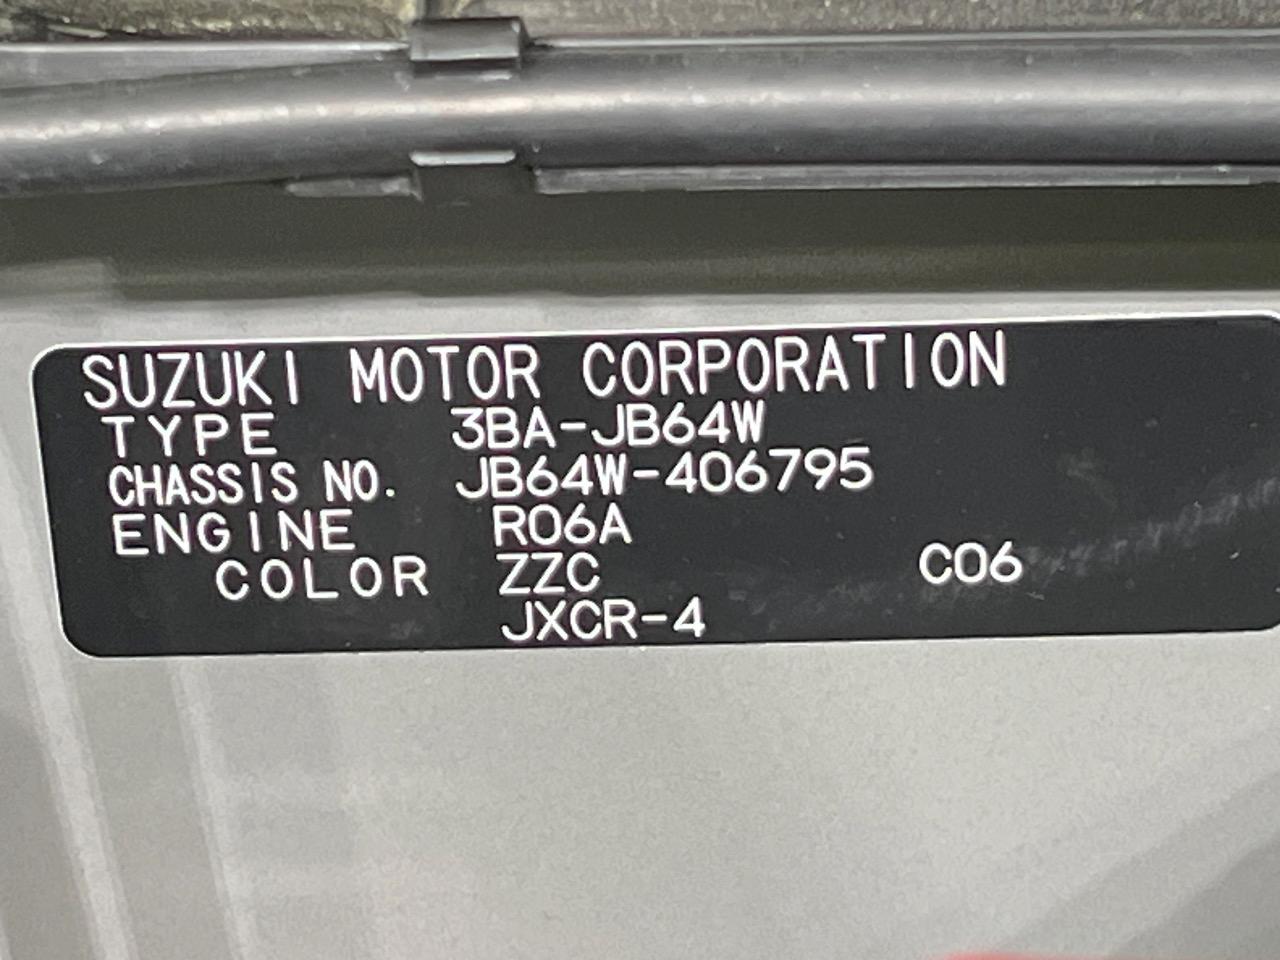 SUZUKI MOTOR CORPORATION
TYPE 3BA-JB64W
CHASSIS NO. JB64W-406795
ENGINE R06A
COLOR ZZC C06
JXCR-4